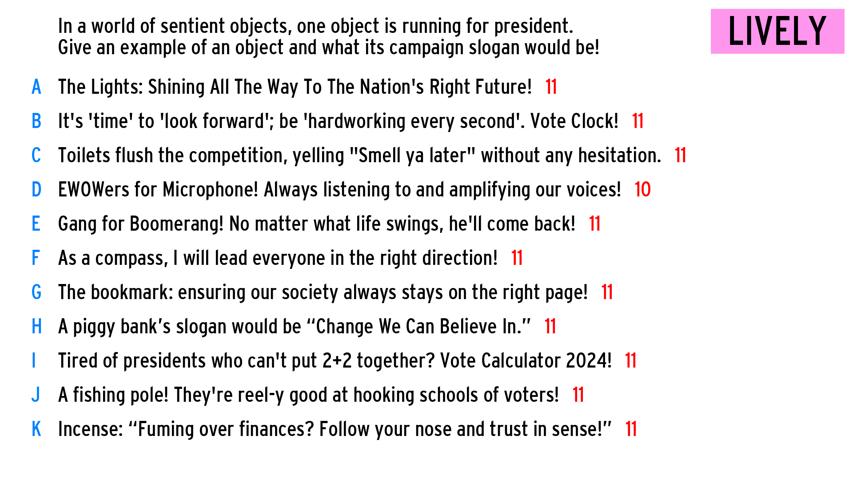 In a world of sentient objects, one object is running for president.
Give an example of an object and what its campaign slogan would be!
LIVELY
A The Lights: Shining All The Way To The Nation's Right Future! 11
B It's 'time' to 'look forward'; be 'hardworking every second'. Vote Clock! 11
C Toilets flush the competition, yelling "Smell ya later" without any hesitation. 11
D EWOWers for Microphone! Always listening to and amplifying our voices! 10
E Gang for Boomerang! No matter what life swings, he'll come back! 11
F As a compass, I will lead everyone in the right direction! 11
G The bookmark: ensuring our society always stays on the right page! 11
H A piggy bank’s slogan would be “Change We Can Believe In.” 11
I Tired of presidents who can't put 2+2 together? Vote Calculator 2024! 11
J A fishing pole! They're reel-y good at hooking schools of voters! 11
K Incense: “Fuming over finances? Follow your nose and trust in sense!” 11